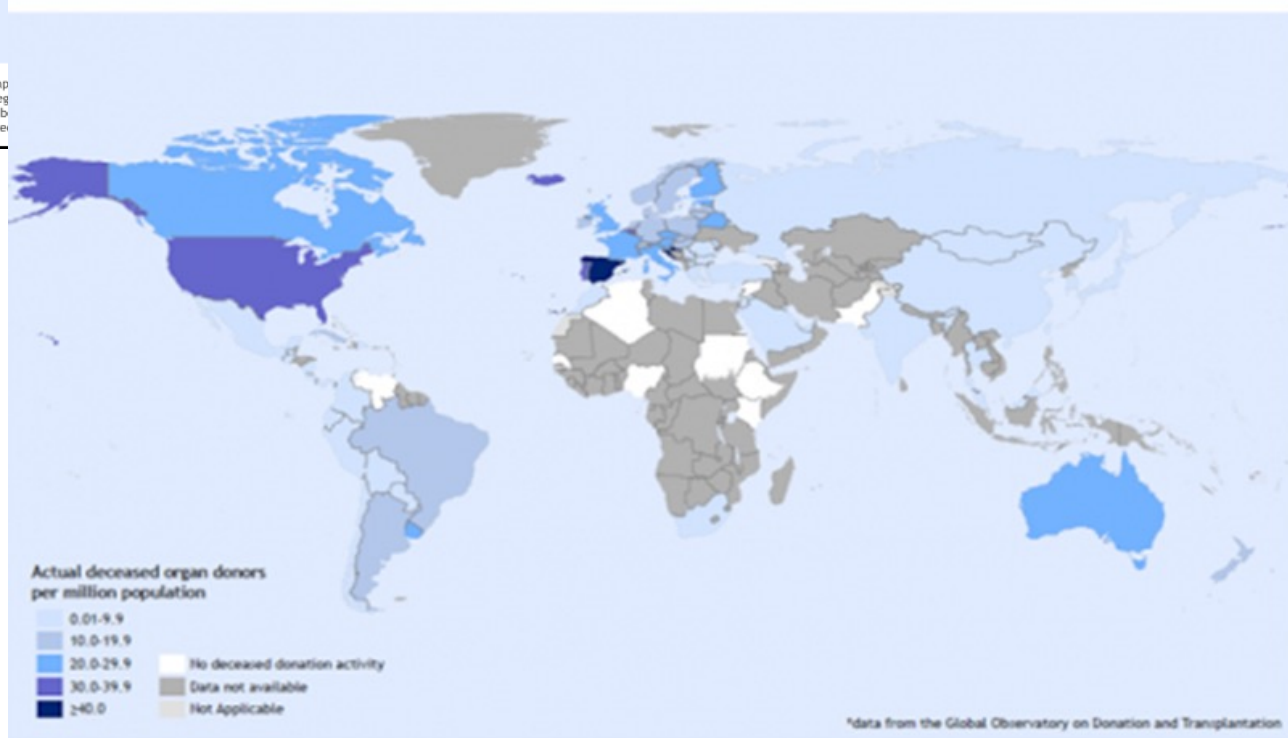 Actual deceased organ donors
per million population
0.01-9.9
10.0-19.9
20.0-29.9
30.0-39.9
≥40.0
No deceased donation activity
Data not available
Not Applicable
*data from the Global Observatory on Donation and Transplantation